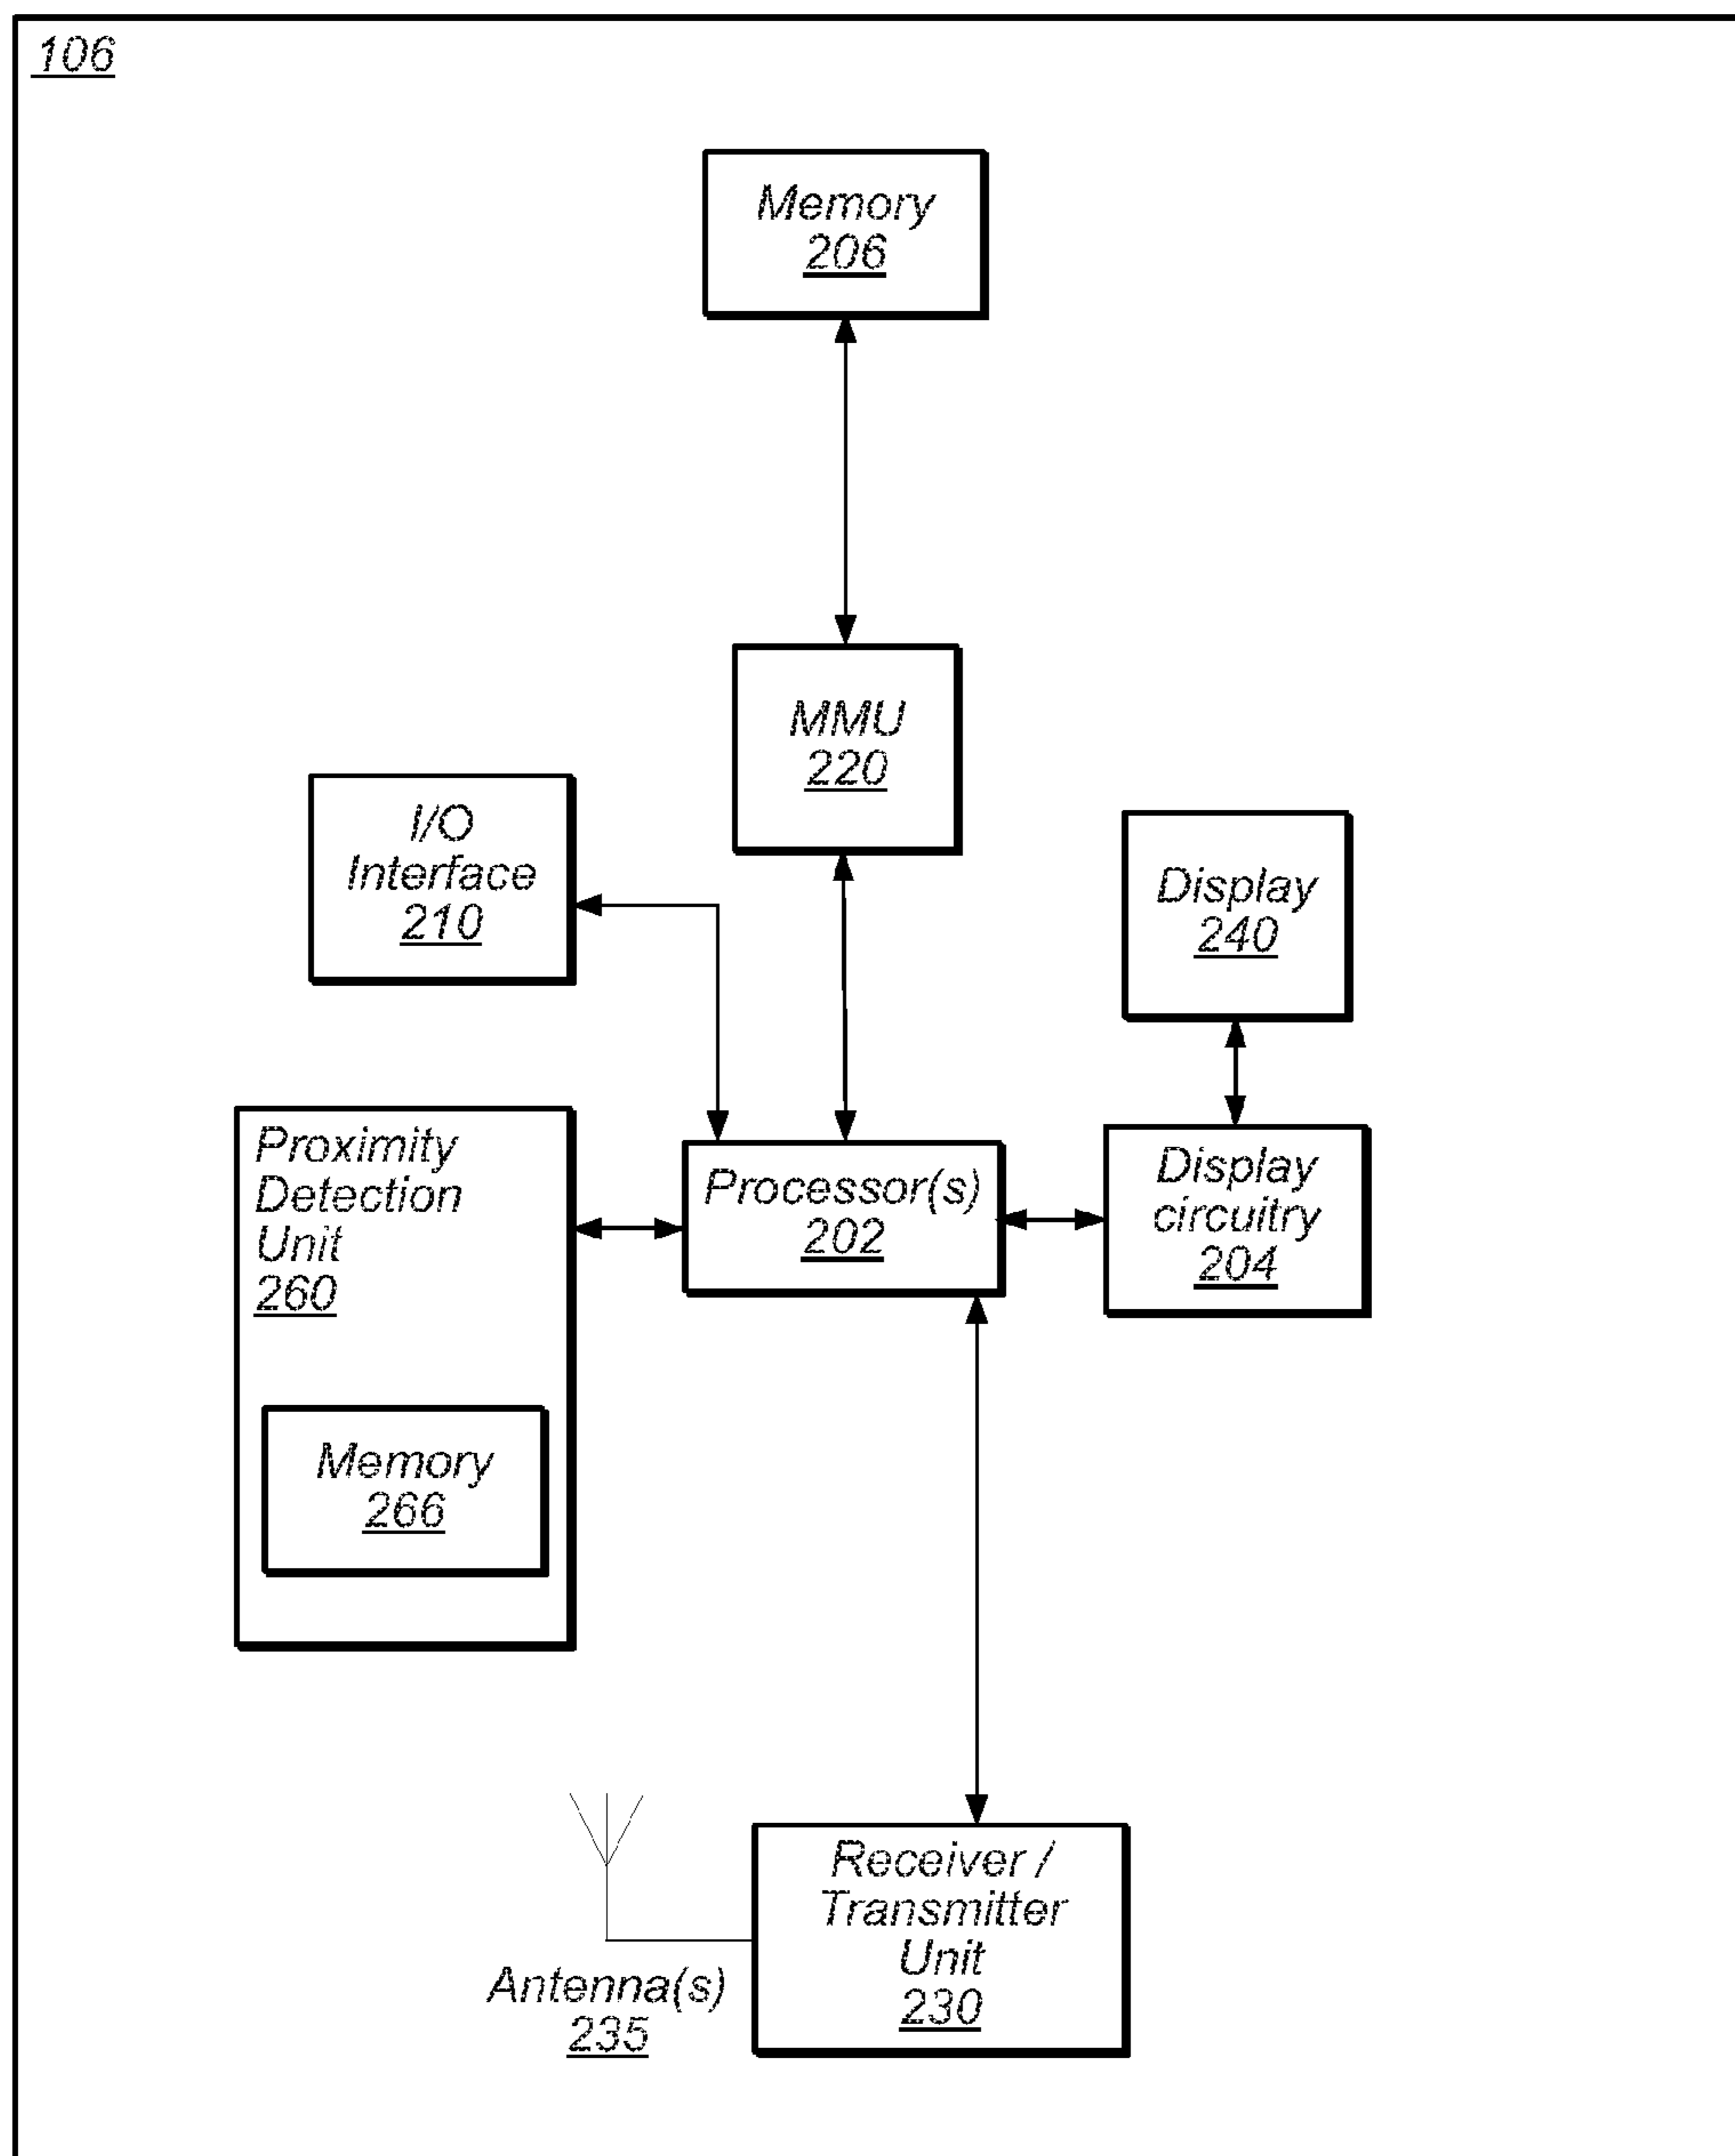 106
Memory
206
MMU
220
I/O
Interface
210
Display
240
Proximity
Detection
Unit
260
Processor(s)
202
Display
circuitry
204
Memory
266
Receiver /
Transmitter
Unit
230
Antenna(s)
235